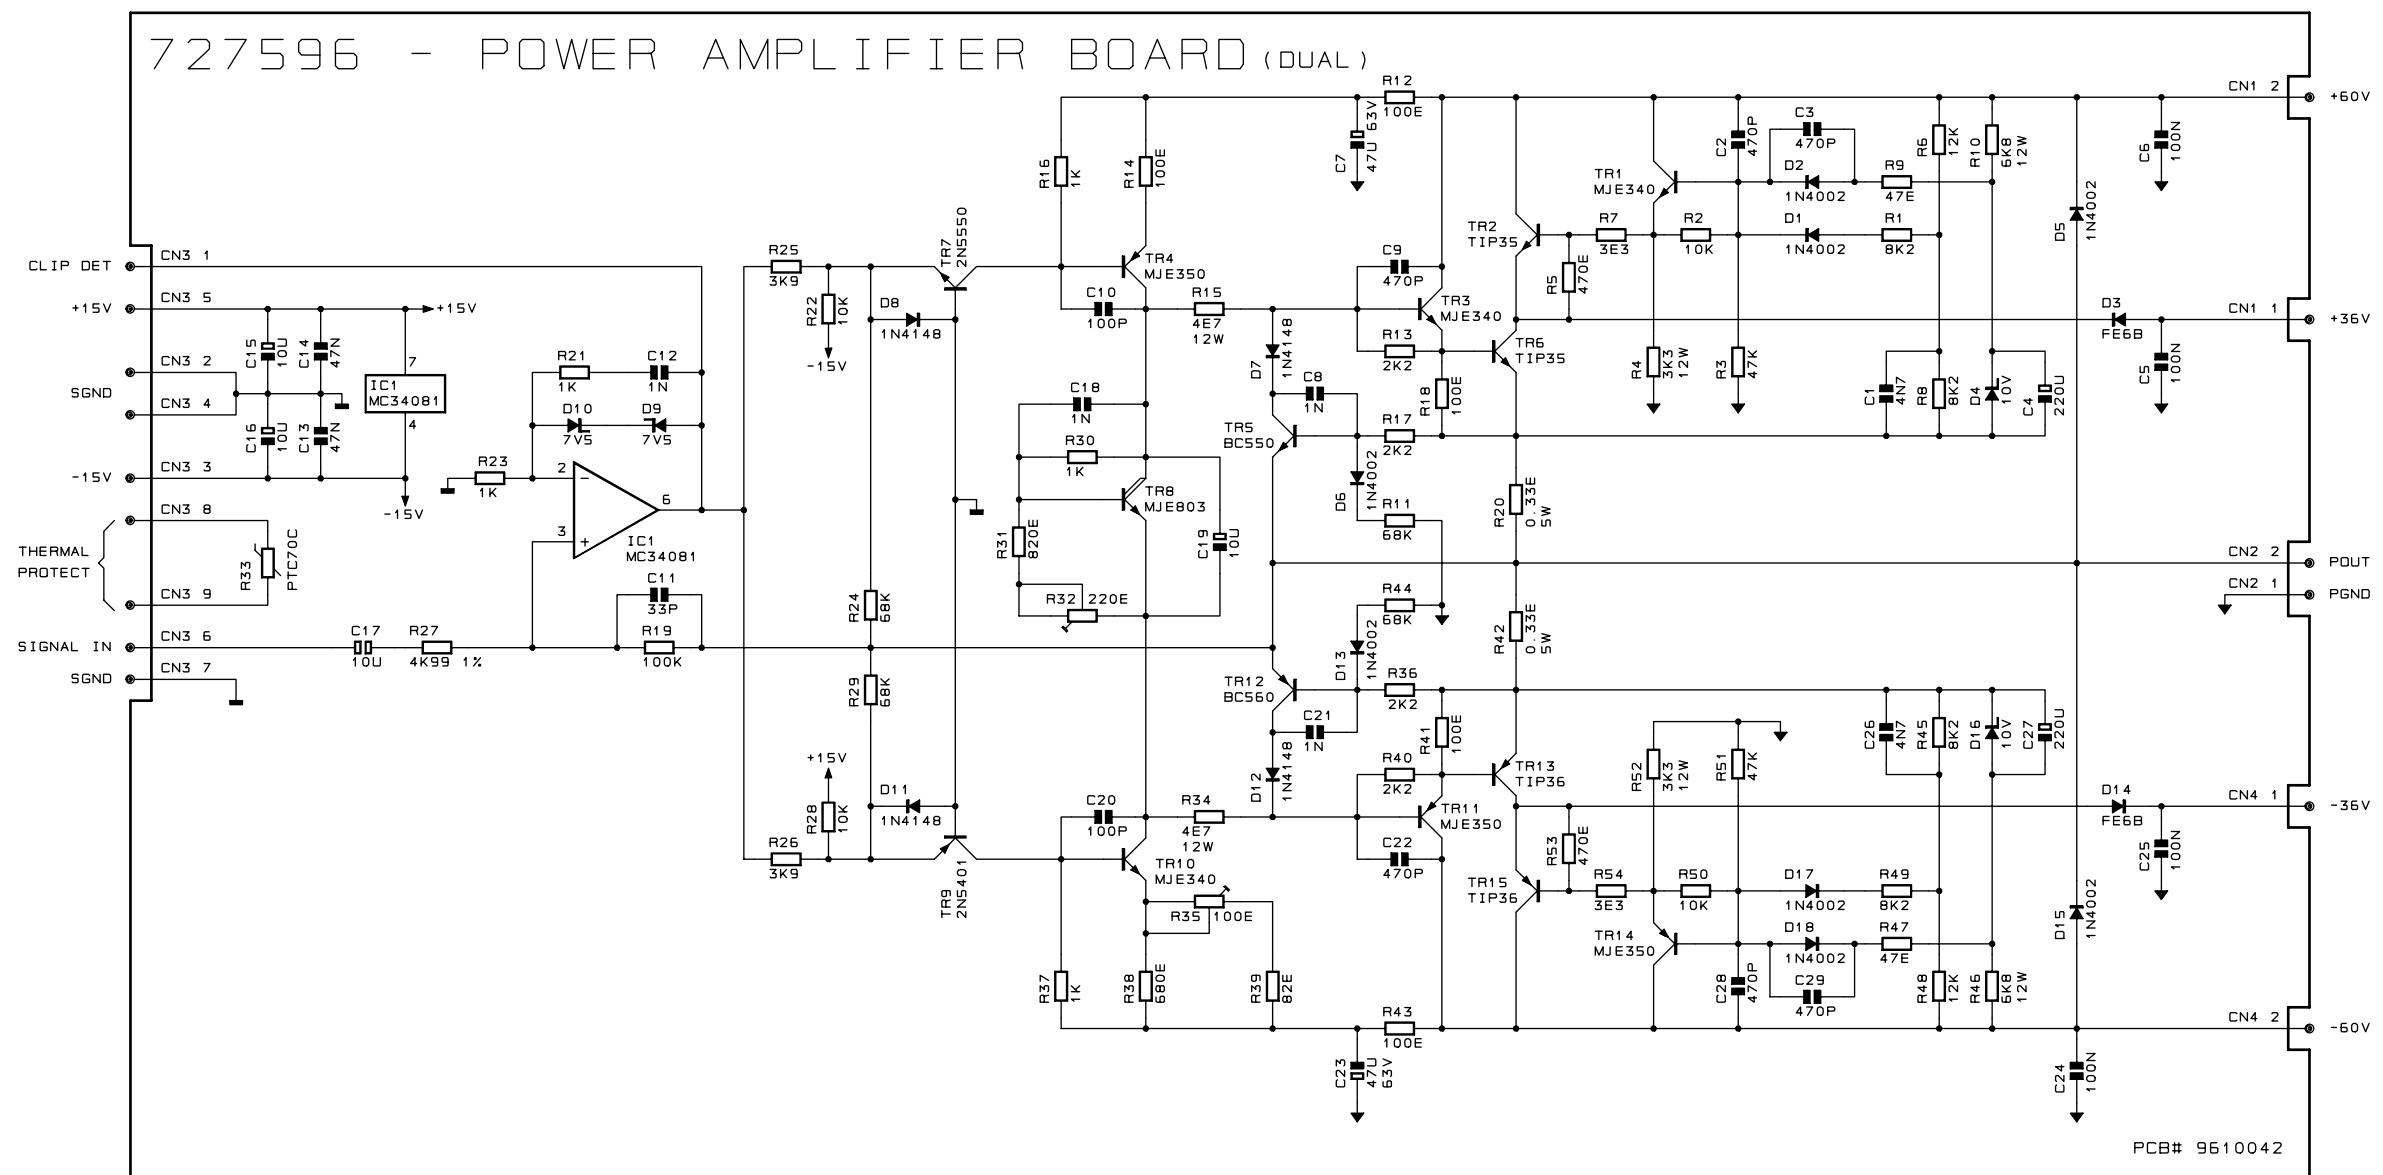 727596 - POWER AMPLIFIER BOARD (DUAL)
CLIP DET
CN3 1
+15V
CN3 5
+15V
CN3 2
SGND
CN3 4
-15V
CN3 3
-15V
CN3 8
THERMAL
PROTECT
CN3 9
SIGNAL IN
CN3 6
SGND
CN3 7
C15
10U
C14
47N
C16
10U
C13
47N
7
IC1
MC34081
4
R33
PTC70C
R23
1K
R21
1K
C12
1N
D10
7V5
D9
7V5
2
-
3
+
6
IC1
MC34081
C11
33P
R19
100K
C17
10U
R27
4K99 1%
R25
3K9
R22
10K
-15V
D8
1N4148
TR7
2N5550
R24
68K
R29
68K
+15V
R28
10K
D11
1N4148
R26
3K9
TR9
2N5401
R16
1K
R14
100E
TR4
MJE350
C10
100P
R15
4E7
12W
C18
1N
R30
1K
TR8
MJE803
R31
820E
C19
10U
R32 220E
C20
100P
R34
4E7
12W
TR10
MJE340
R35
100E
R37
1K
R38
680E
R39
82E
R12
100E
C7
47U 63V
C9
470P
TR3
MJE340
R13
2K2
D7
1N4148
C8
1N
R18
100E
TR5
BC550
R17
2K2
D6
1N4002
R11
68K
R44
68K
D13
1N4002
TR12
BC560
R36
2K2
C21
1N
R41
100E
D12
1N4148
R40
2K2
TR11
MJE350
C22
470P
R43
100E
C23
47U
63V
TR2
TIP35
R5
470E
TR6
TIP35
R20
0.33E
5W
R42
0.33E
5W
TR13
TIP36
R53
470E
TR15
TIP36
TR1
MJE340
R7
3E3
R2
10K
C2
470P
C3
470P
D2
1N4002
R9
47E
D1
1N4002
R1
8K2
R6
12K
R10
6K8
12W
R4
3K3
12W
R3
47K
C1
4N7
R8
8K2
D4
10V
C4
220U
R52
3K3
12W
R51
47K
C26
4N7
R45
8K2
D16
10V
C27
220U
R54
3E3
R50
10K
D17
1N4002
R49
8K2
TR14
MJE350
D18
1N4002
R47
47E
C28
470P
C29
470P
R48
12K
R46
6K8
12W
D5
1N4002
C6
100N
D3
FE6B
C5
100N
D14
FE6B
C25
100N
D15
1N4002
C24
100N
CN1 2
+60V
CN1 1
+36V
CN2 2
POUT
CN2 1
PGND
CN4 1
-36V
CN4 2
-60V
PCB# 9610042